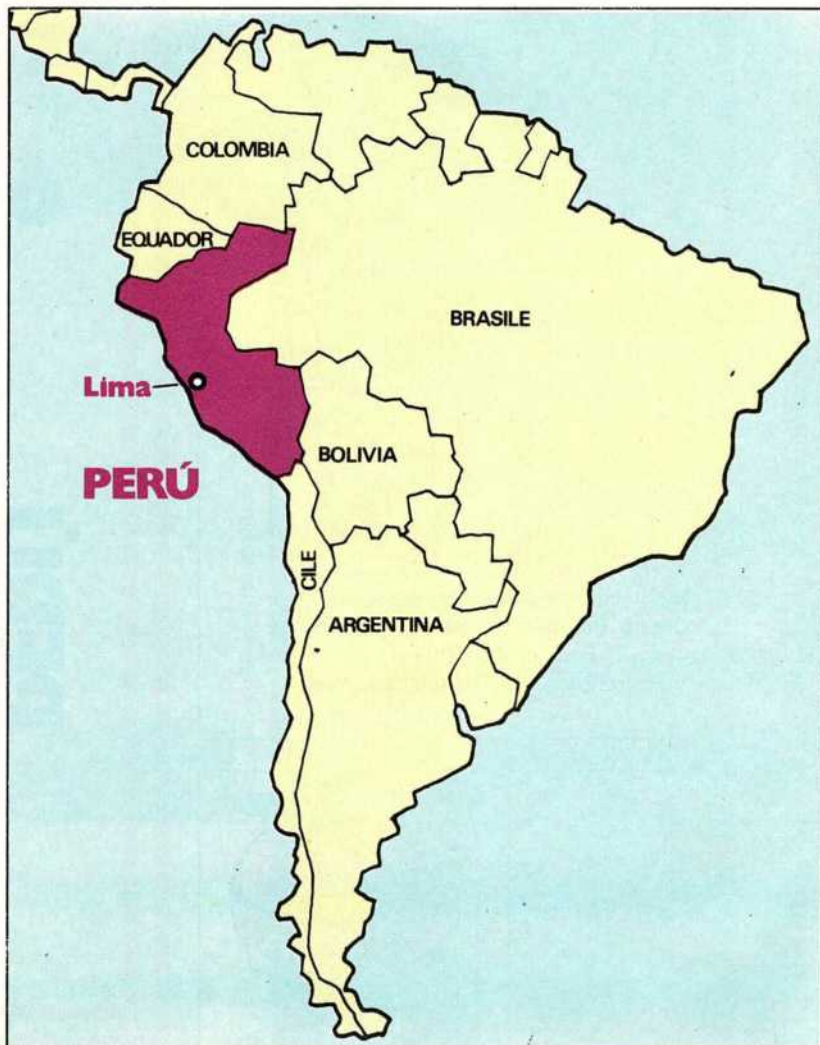 COLOMBIA
EQUADOR
BRASILE
Lima
BOLIVIA
PERÚ
CILE
ARGENTINA